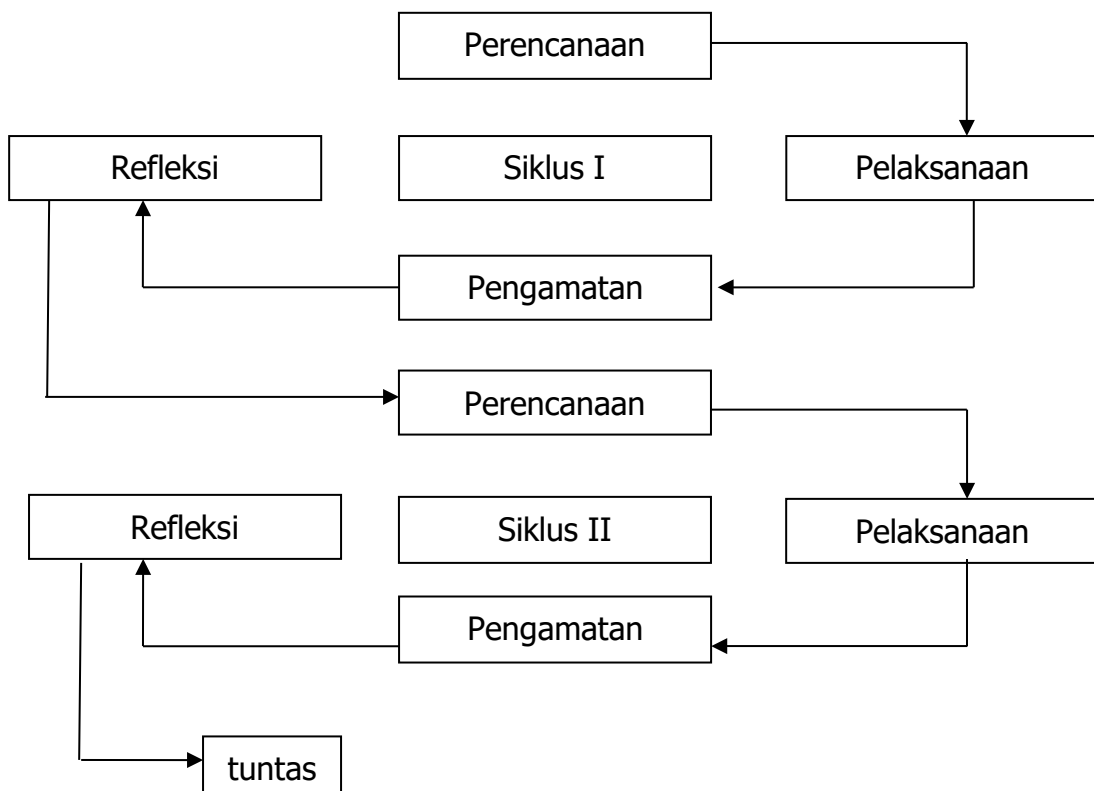 Perencanaan
Refleksi
Siklus I
Pelaksanaan
Pengamatan
Perencanaan
Refleksi
Siklus II
Pelaksanaan
Pengamatan
tuntas